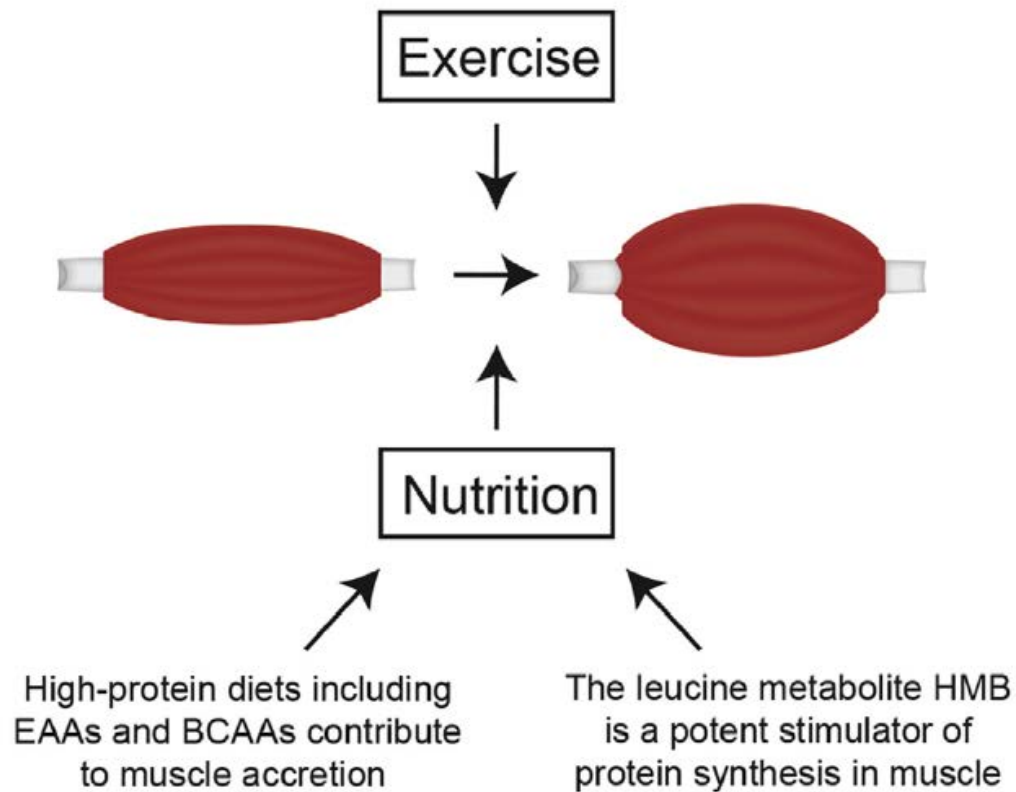 Exercise
Nutrition
High-protein diets including
EAAs and BCAAs contribute
to muscle accretion
The leucine metabolite HMB
is a potent stimulator of
protein synthesis in muscle